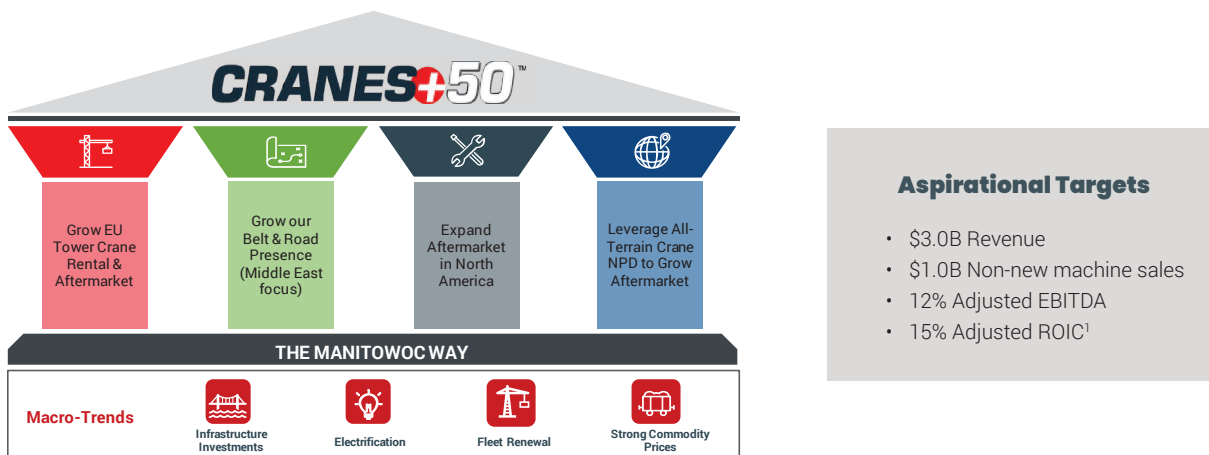 CRANES+50™
Grow EU
Tower Crane
Rental &
Aftermarket
Grow our
Belt & Road
Presence
(Middle East
focus)
Expand
Aftermarket
in North
America
Leverage All-
Terrain Crane
NPD to Grow
Aftermarket
THE MANITOWOC WAY
Macro-Trends
Infrastructure
Investments
Electrification
Fleet Renewal
Strong Commodity
Prices
Aspirational Targets
• $3.0B Revenue
• $1.0B Non-new machine sales
• 12% Adjusted EBITDA
• 15% Adjusted ROIC¹